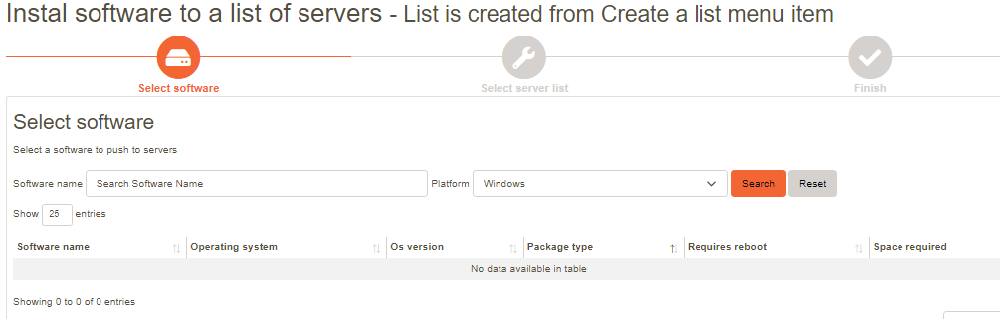 Instal software to a list of servers - List is created from Create a list menu item
Select software
Select server list
Finish
Select software
Select a software to push to servers
Software name Search Software Name Platform Windows Search Reset
Show 25 entries
Software name Operating system Os version Package type Requires reboot Space required
No data available in table
Showing 0 to 0 of 0 entries